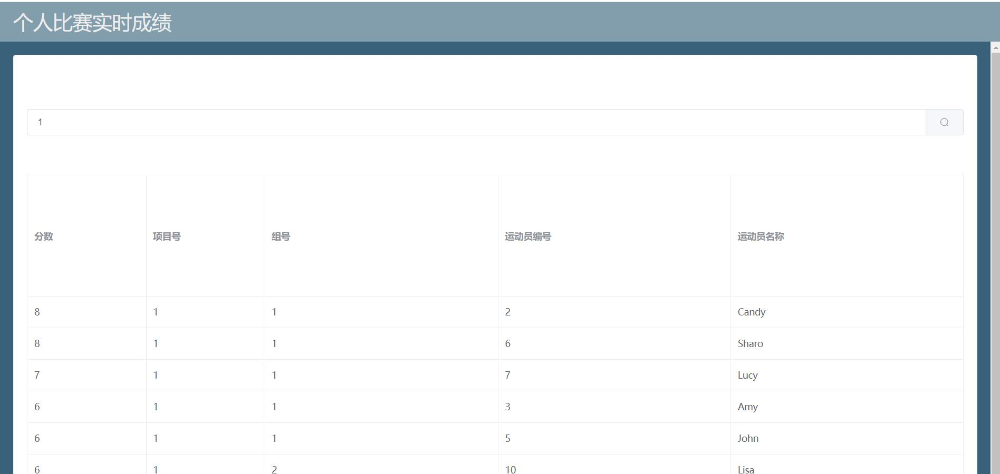 个人比赛实时成绩
1
分数 项目号 组号 运动员编号 运动员名称
8 1 1 2 Candy
8 1 1 6 Sharo
7 1 1 7 Lucy
6 1 1 3 Amy
6 1 1 5 John
6 1 2 10 Lisa